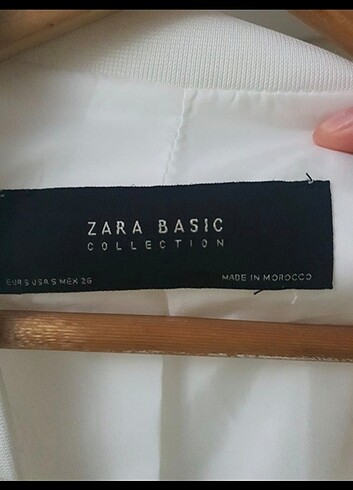 ZARA BASIC
COLLECTION
EUR S USA S MEX 26
MADE IN MOROCCO